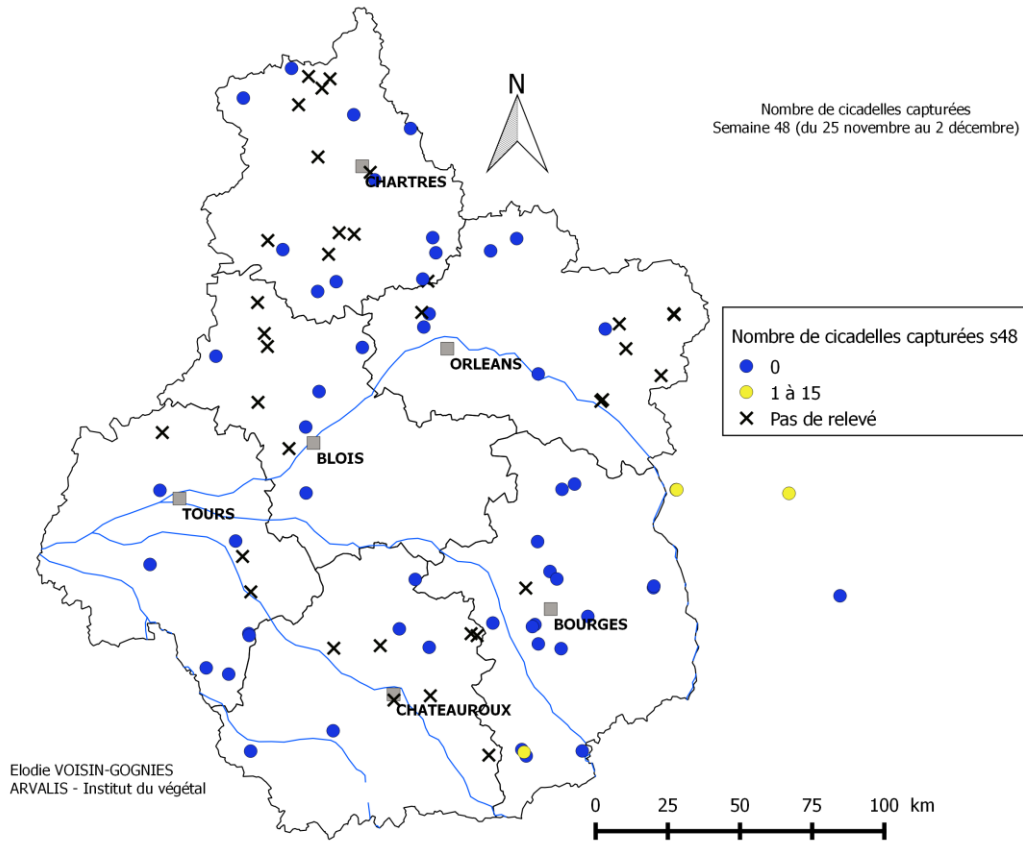 N
Nombre de cicadelles capturées
Semaine 48 (du 25 novembre au 2 décembre)
CHARTRES
Nombre de cicadelles capturées s48
0
1 à 15
Pas de relevé
ORLEANS
BLOIS
TOURS
BOURGES
CHATEAUROUX
Elodie VOISIN-GOGNIES
ARVALIS - Institut du végétal
0 25 50 75 100 km